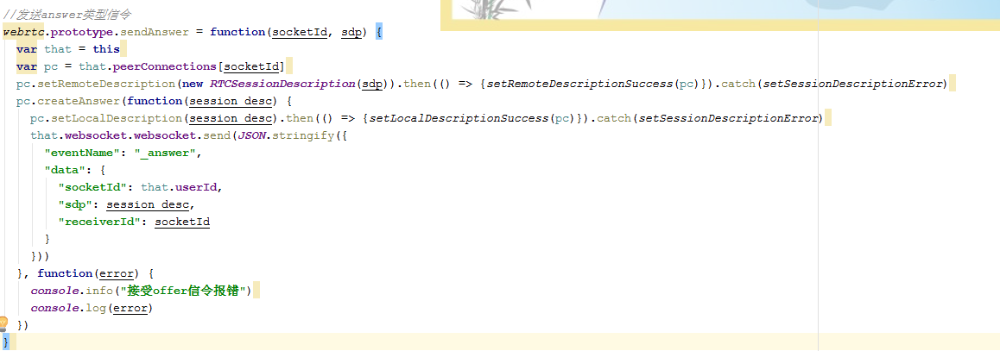 //发送answer类型信令
webrtc.prototype.sendAnswer = function(socketId, sdp) {
var that = this
var pc = that.peerConnections[socketId]
pc.setRemoteDescription(new RTCSessionDescription(sdp)).then(() => {setRemoteDescriptionSuccess(pc)}).catch(setSessionDescriptionError)
pc.createAnswer(function(session_desc) {
pc.setLocalDescription(session_desc).then(() => {setLocalDescriptionSuccess(pc)}).catch(setSessionDescriptionError)
that.websocket.websocket.send(JSON.stringify({
"eventName": "_answer",
"data": {
"socketId": that.userId,
"sdp": session_desc,
"receiverId": socketId
}
}))
}, function(error) {
console.info("接受offer信令报错")
console.log(error)
})
}